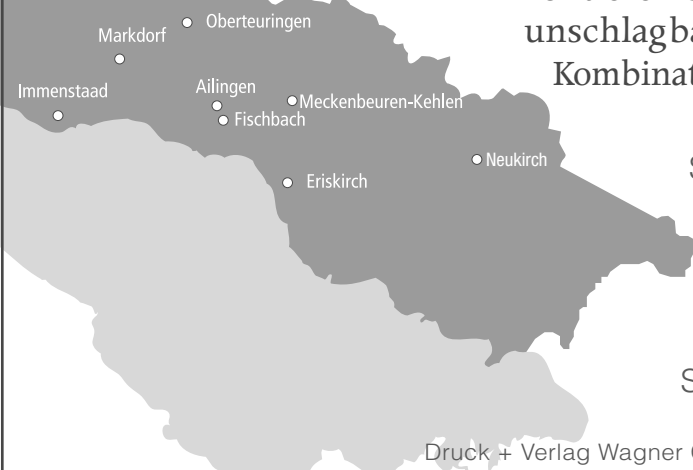 unschlagba
Kombinat
Oberteuringen
Markdorf
Immenstaad
Ailingen
Meckenbeuren-Kehlen
Fischbach
Neukirch
Eriskirch
S
S
Druck + Verlag Wagner